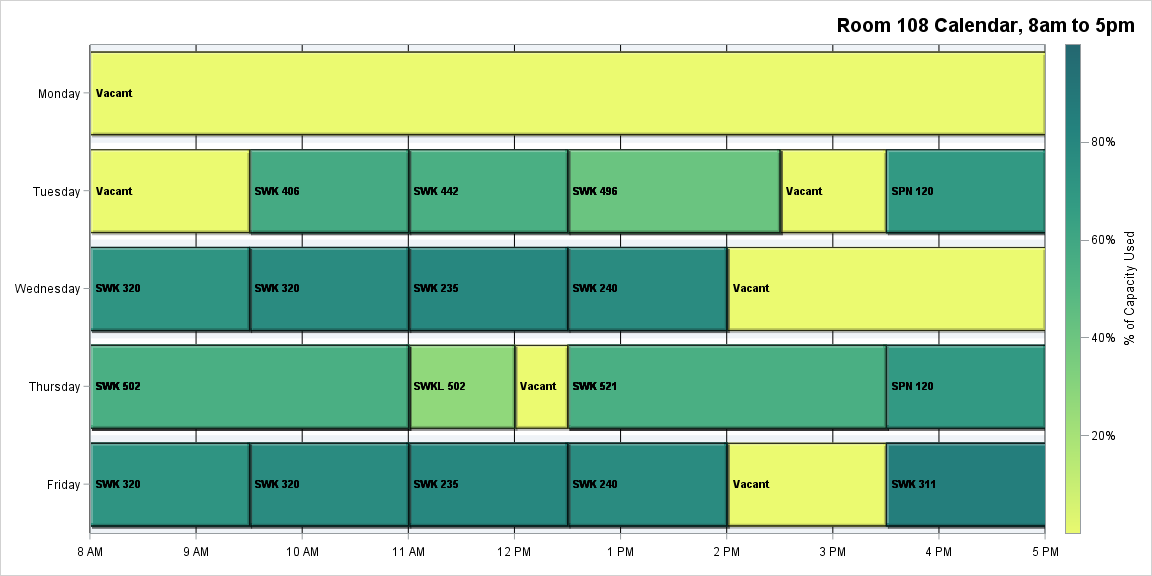 Room 108 Calendar, 8am to 5pm
Monday
Vacant
Tuesday
Vacant
SWK 406
SWK 442
SWK 496
Vacant
SPN 120
Wednesday
SWK 320
SWK 320
SWK 235
SWK 240
Vacant
Thursday
SWK 502
SWKL 502
Vacant
SWK 521
SPN 120
Friday
SWK 320
SWK 320
SWK 235
SWK 240
Vacant
SWK 311
8 AM
9 AM
10 AM
11 AM
12 PM
1 PM
2 PM
3 PM
4 PM
5 PM
80%
60%
40%
20%
% of Capacity Used